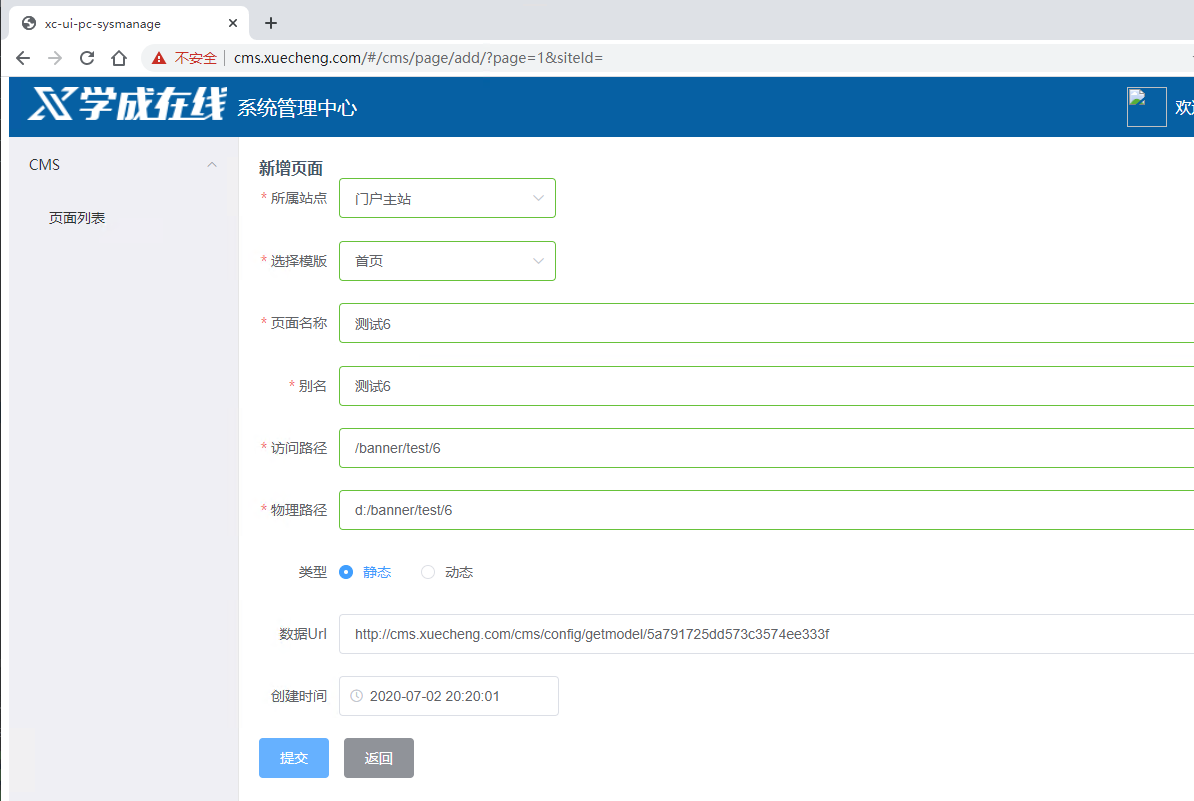 xc-ui-pc-sysmanage
不安全 cms.xuecheng.com/#/cms/page/add/?page=1&siteId=
学成在线 系统管理中心
欢
CMS
页面列表
新增页面
* 所属站点 门户主站
* 选择模版 首页
* 页面名称 测试6
* 别名 测试6
* 访问路径 /banner/test/6
* 物理路径 d:/banner/test/6
类型 静态 动态
数据Url http://cms.xuecheng.com/cms/config/getmodel/5a791725dd573c3574ee333f
创建时间 2020-07-02 20:20:01
提交 返回